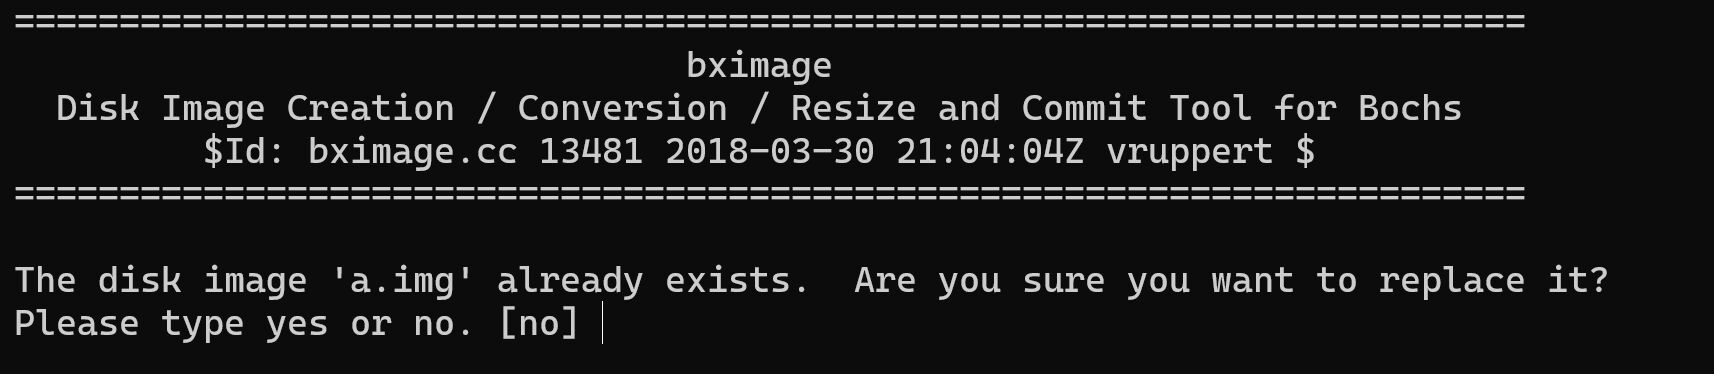 ========================================================================
bximage
Disk Image Creation / Conversion / Resize and Commit Tool for Bochs
$Id: bximage.cc 13481 2018-03-30 21:04:04Z vruppert $
========================================================================
The disk image 'a.img' already exists.  Are you sure you want to replace it?
Please type yes or no. [no]